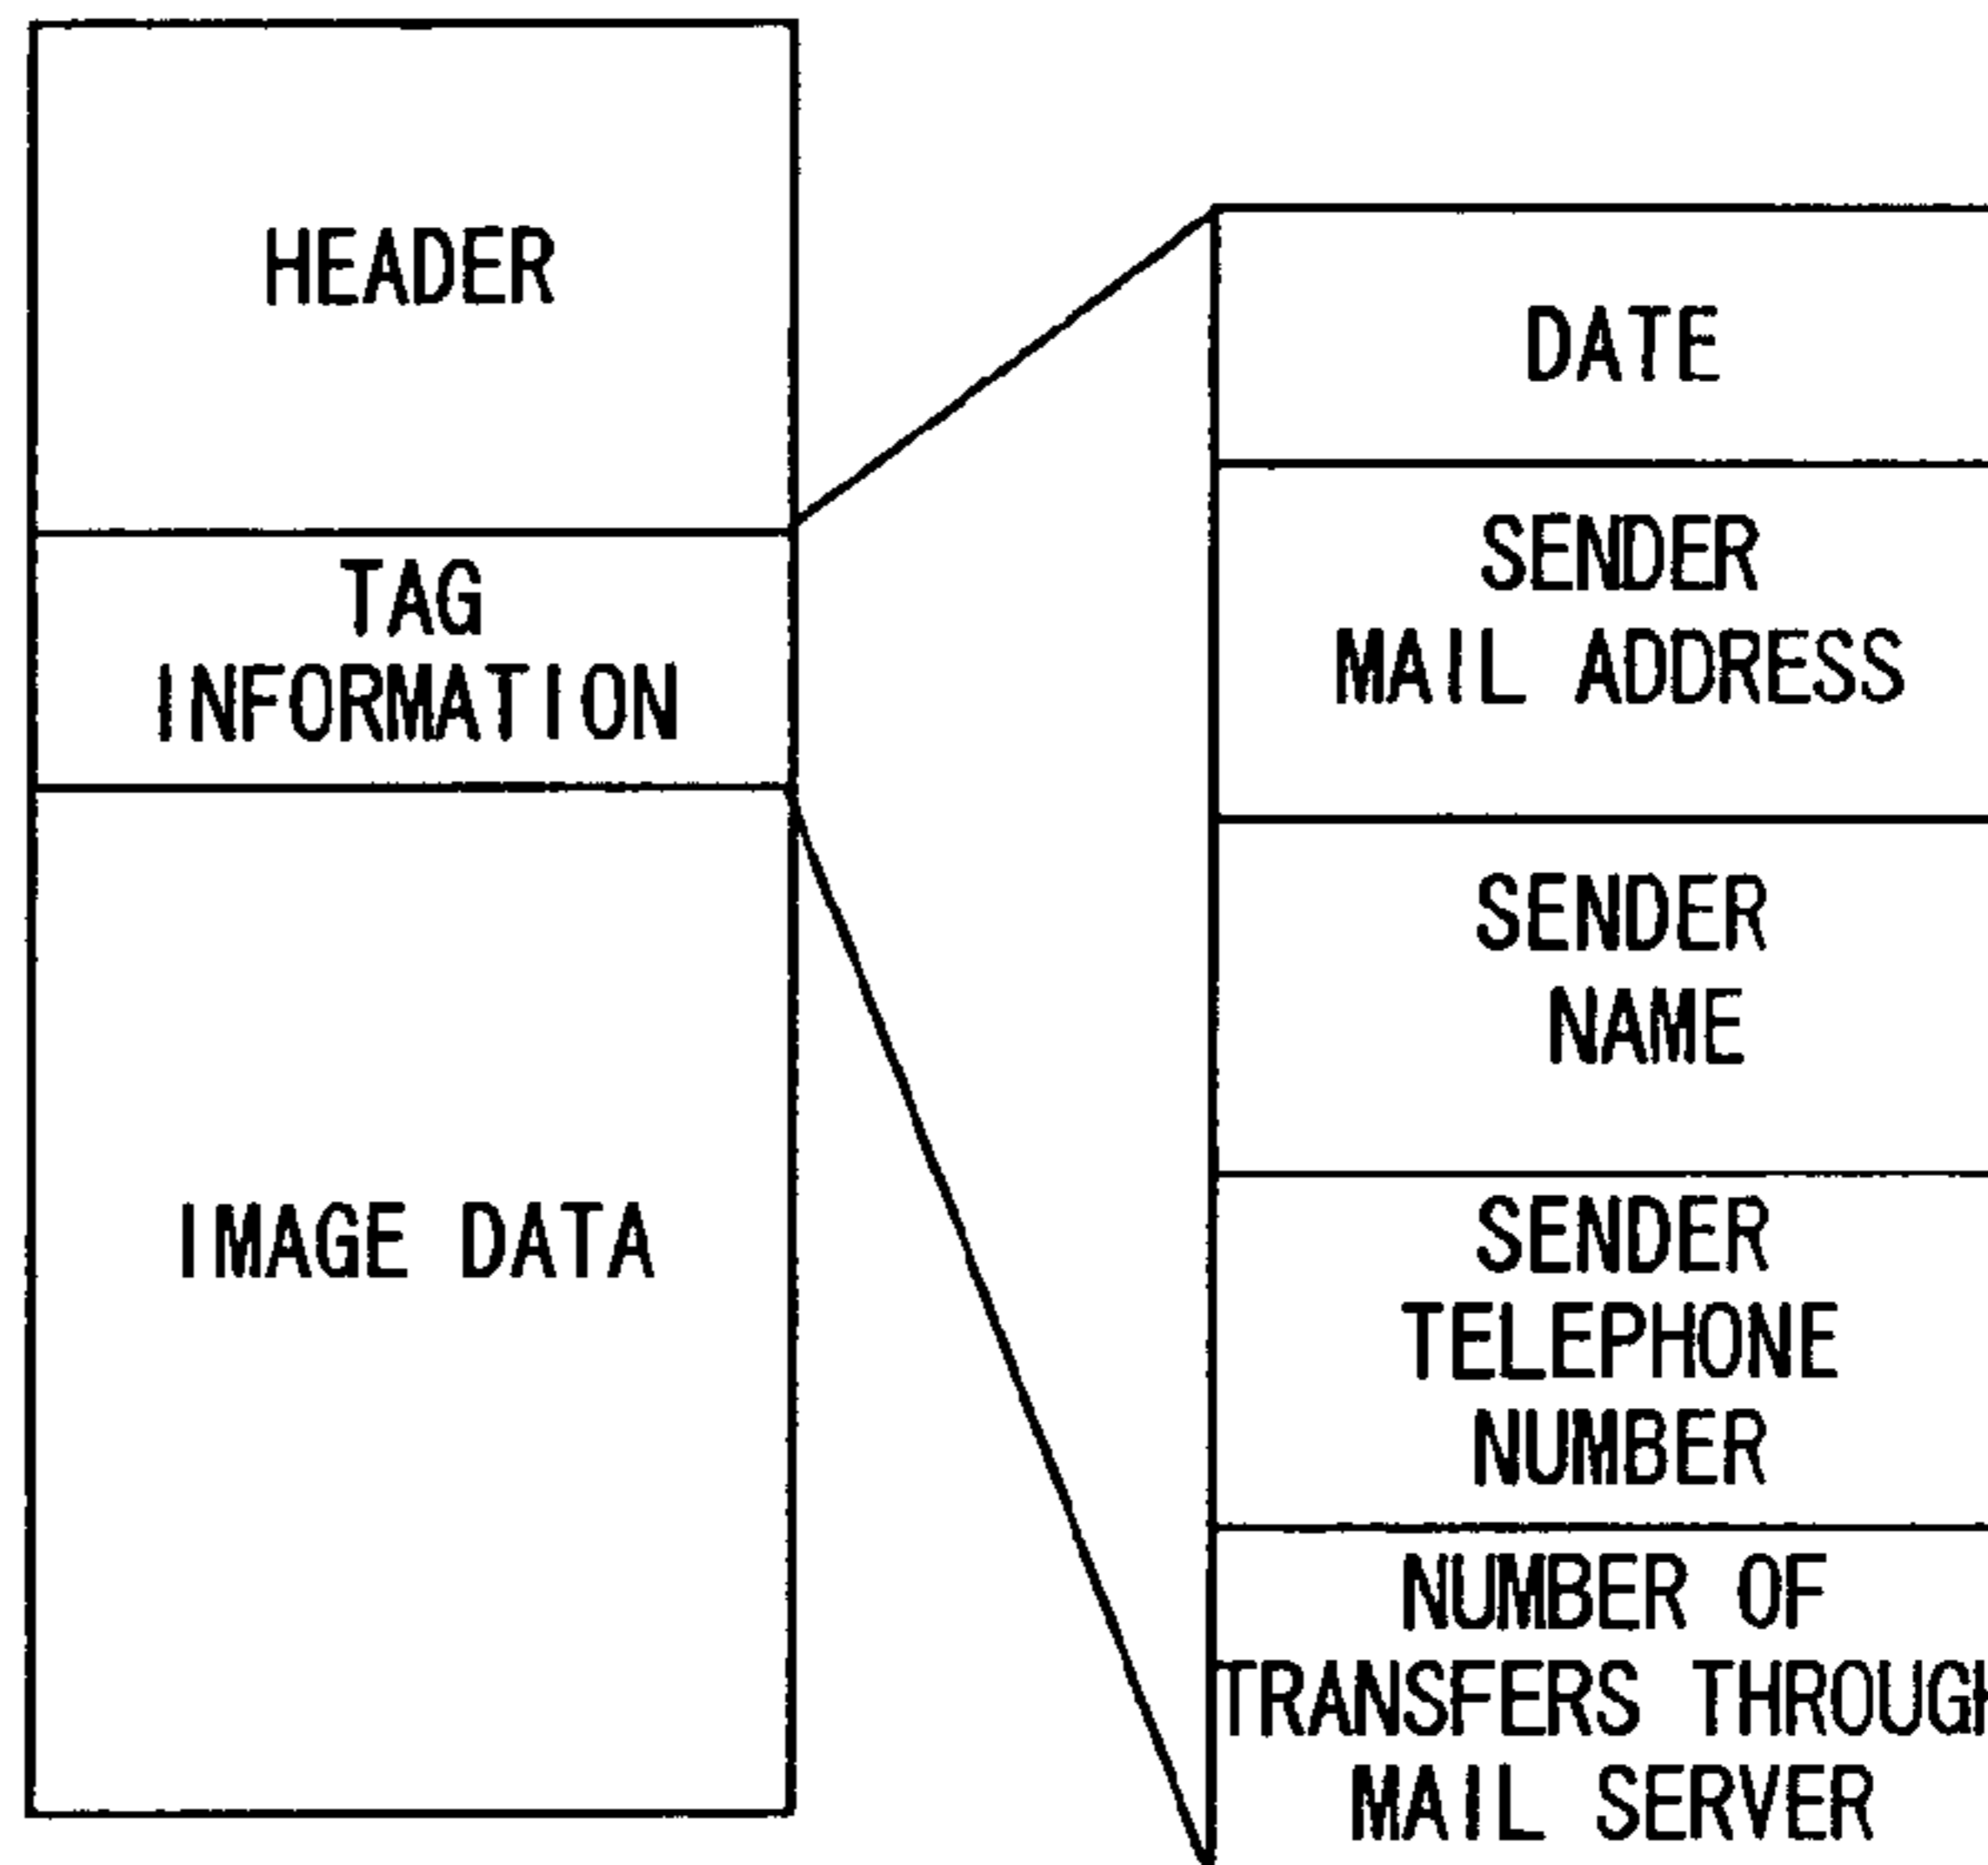 HEADER
TAG
INFORMATION
IMAGE DATA
DATE
SENDER
MAIL ADDRESS
SENDER
NAME
SENDER
TELEPHONE
NUMBER
NUMBER OF
TRANSFERS THROUGH
MAIL SERVER